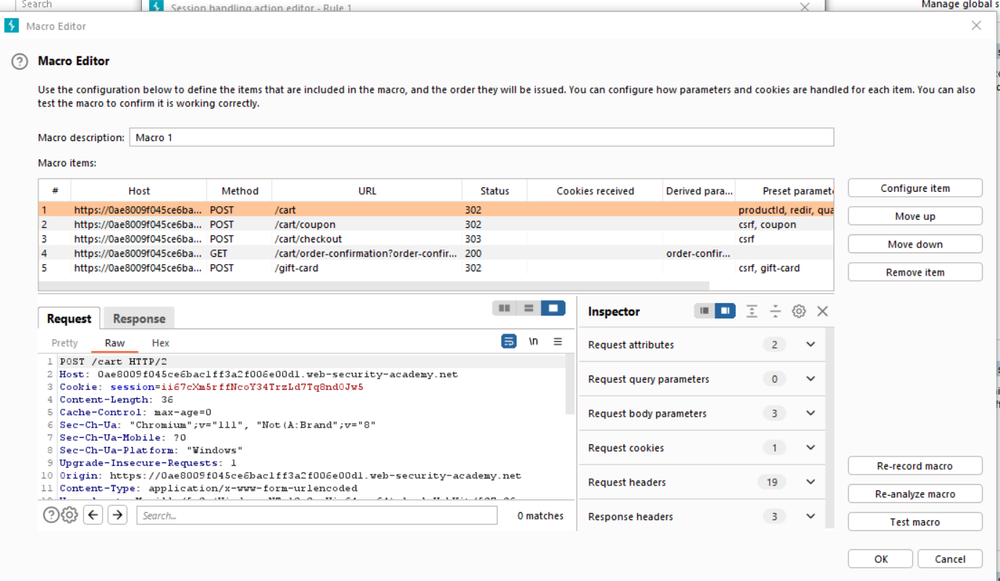 Search
Session handling action editor - Rule 1
Manage global s
Macro Editor
Macro Editor
Use the configuration below to define the items that are included in the macro, and the order they will be issued. You can configure how parameters and cookies are handled for each item. You can also
test the macro to confirm it is working correctly.
Macro description: Macro 1
Macro items:
# Host Method URL Status Cookies received Derived para... Preset paramete
1 https://0ae8009f045ce6ba... POST /cart 302 productId, redir, qua
2 https://0ae8009f045ce6ba... POST /cart/coupon 302 csrf, coupon
3 https://0ae8009f045ce6ba... POST /cart/checkout 303 csrf
4 https://0ae8009f045ce6ba... GET /cart/order-confirmation?order-confir... 200 order-confir...
5 https://0ae8009f045ce6ba... POST /gift-card 302 csrf, gift-card
Configure item
Move up
Move down
Remove item
Request Response
Pretty Raw Hex \n
1 POST /cart HTTP/2
2 Host: 0ae8009f045ce6bac1ff3a2f006e00d1.web-security-academy.net
3 Cookie: session=ii67cXm5rffNcoY34TrzLd7Tq8nd0Jw5
4 Content-Length: 36
5 Cache-Control: max-age=0
6 Sec-Ch-Ua: "Chromium";v="111", "Not(A:Brand";v="8"
7 Sec-Ch-Ua-Mobile: ?0
8 Sec-Ch-Ua-Platform: "Windows"
9 Upgrade-Insecure-Requests: 1
10 Origin: https://0ae8009f045ce6bac1ff3a2f006e00d1.web-security-academy.net
11 Content-Type: application/x-www-form-urlencoded
Search...
0 matches
Inspector
Request attributes 2
Request query parameters 0
Request body parameters 3
Request cookies 1
Request headers 19
Response headers 3
Re-record macro
Re-analyze macro
Test macro
OK Cancel